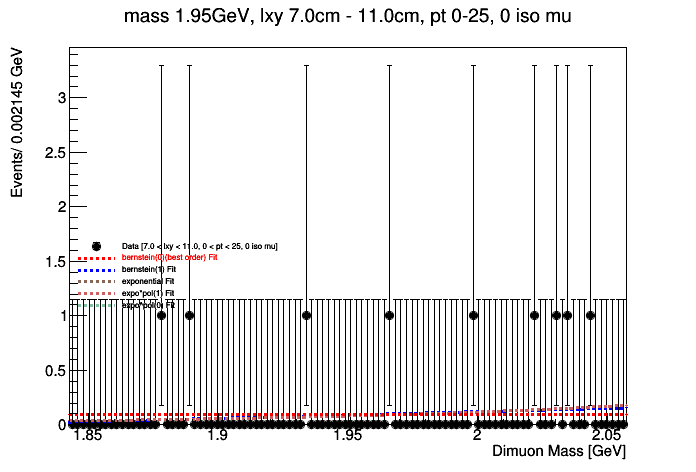 mass 1.95GeV, lxy 7.0cm - 11.0cm, pt 0-25, 0 iso mu
Events/ 0.002145 GeV
3
2.5
2
1.5
1
0.5
0
Data [7.0 < lxy < 11.0, 0 < pt < 25, 0 iso mu]
bernstein(0)(best order) Fit
bernstein(1) Fit
exponential Fit
expo*pol(1) Fit
expo*pol(0) Fit
1.85
1.9
1.95
2
2.05
Dimuon Mass [GeV]